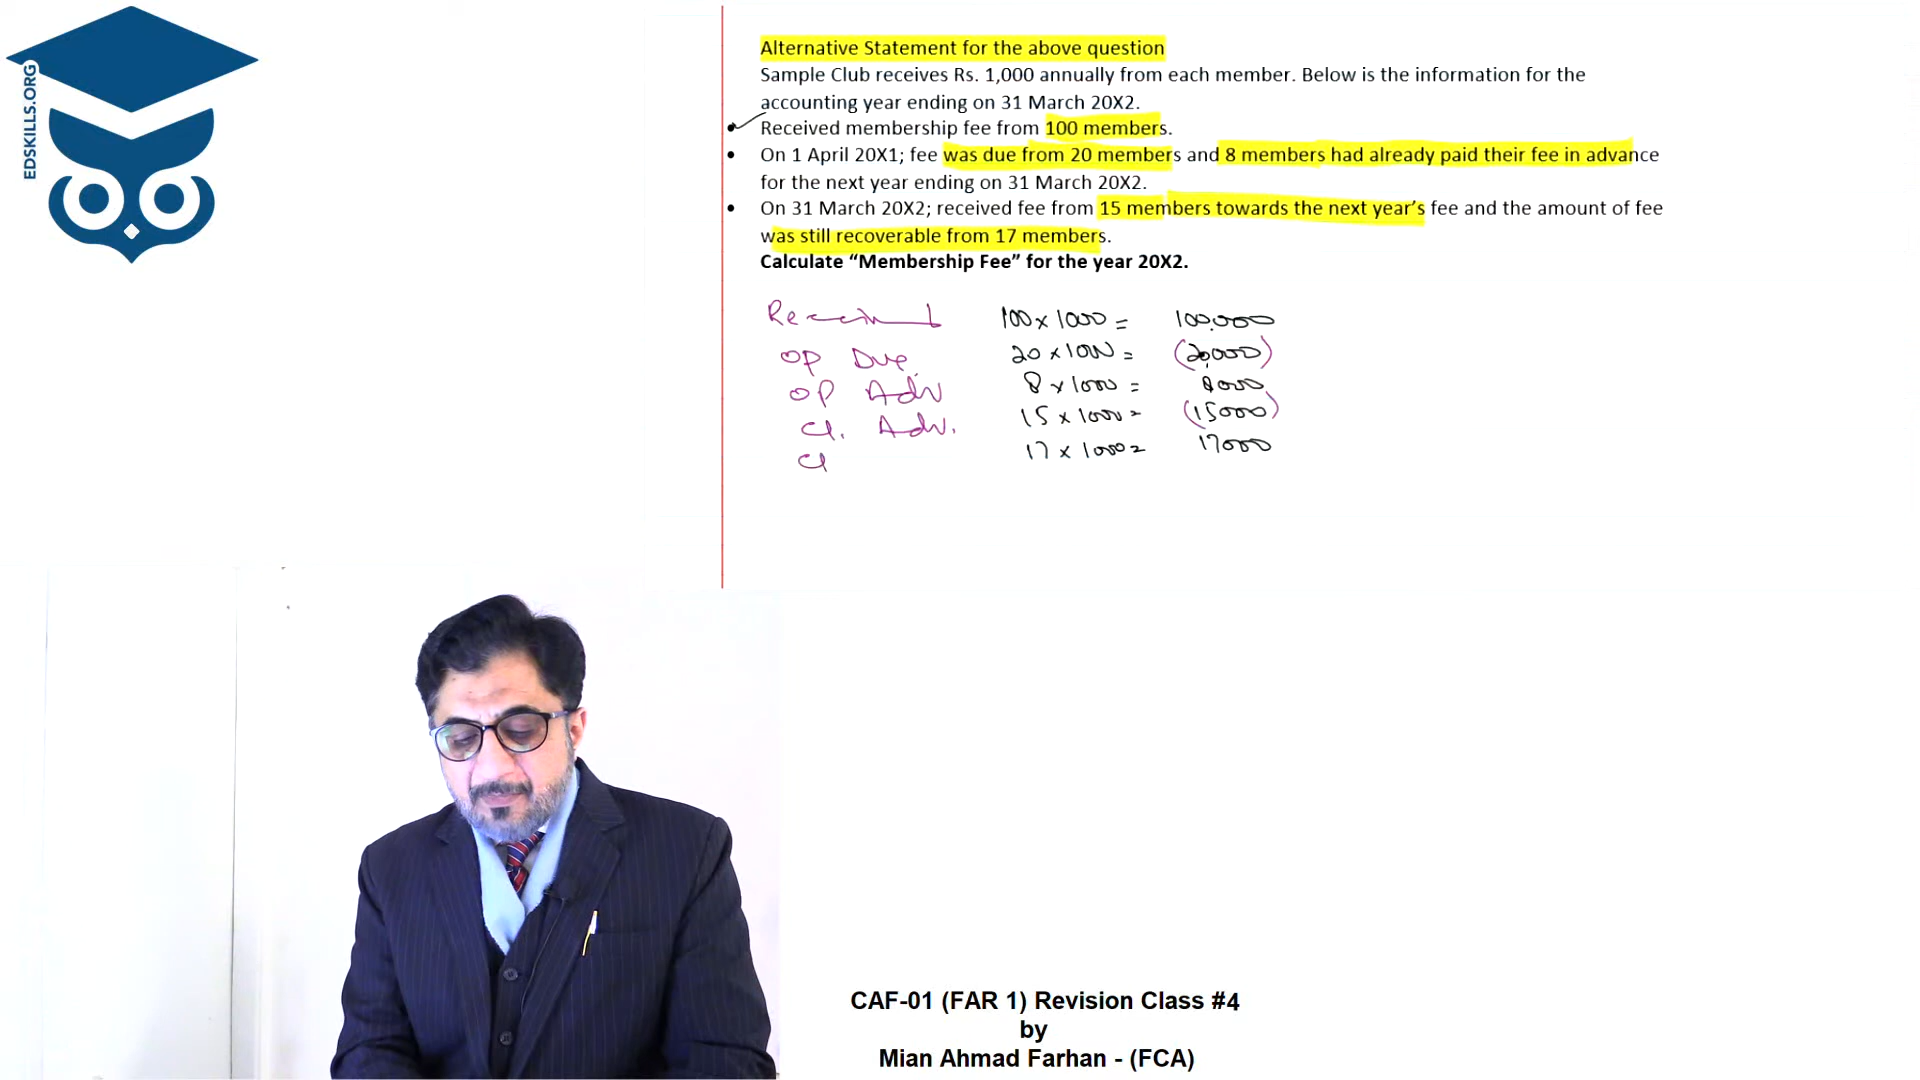 EDSKILLS.ORG
Alternative Statement for the above question
Sample Club receives Rs. 1,000 annually from each member. Below is the information for the
accounting year ending on 31 March 20X2.
• Received membership fee from 100 members.
• On 1 April 20X1; fee was due from 20 members and 8 members had already paid their fee in advance
for the next year ending on 31 March 20X2.
• On 31 March 20X2; received fee from 15 members towards the next year’s fee and the amount of fee
was still recoverable from 17 members.
Calculate “Membership Fee” for the year 20X2.
Received 100 x 1000 = 100,000
OP Due 20 x 1000 = (20,000)
OP Adv 8 x 1000 = 8000
Cl. Adv. 15 x 1000 = (15000)
Cl 17 x 1000 = 17000
CAF-01 (FAR 1) Revision Class #4
by
Mian Ahmad Farhan - (FCA)